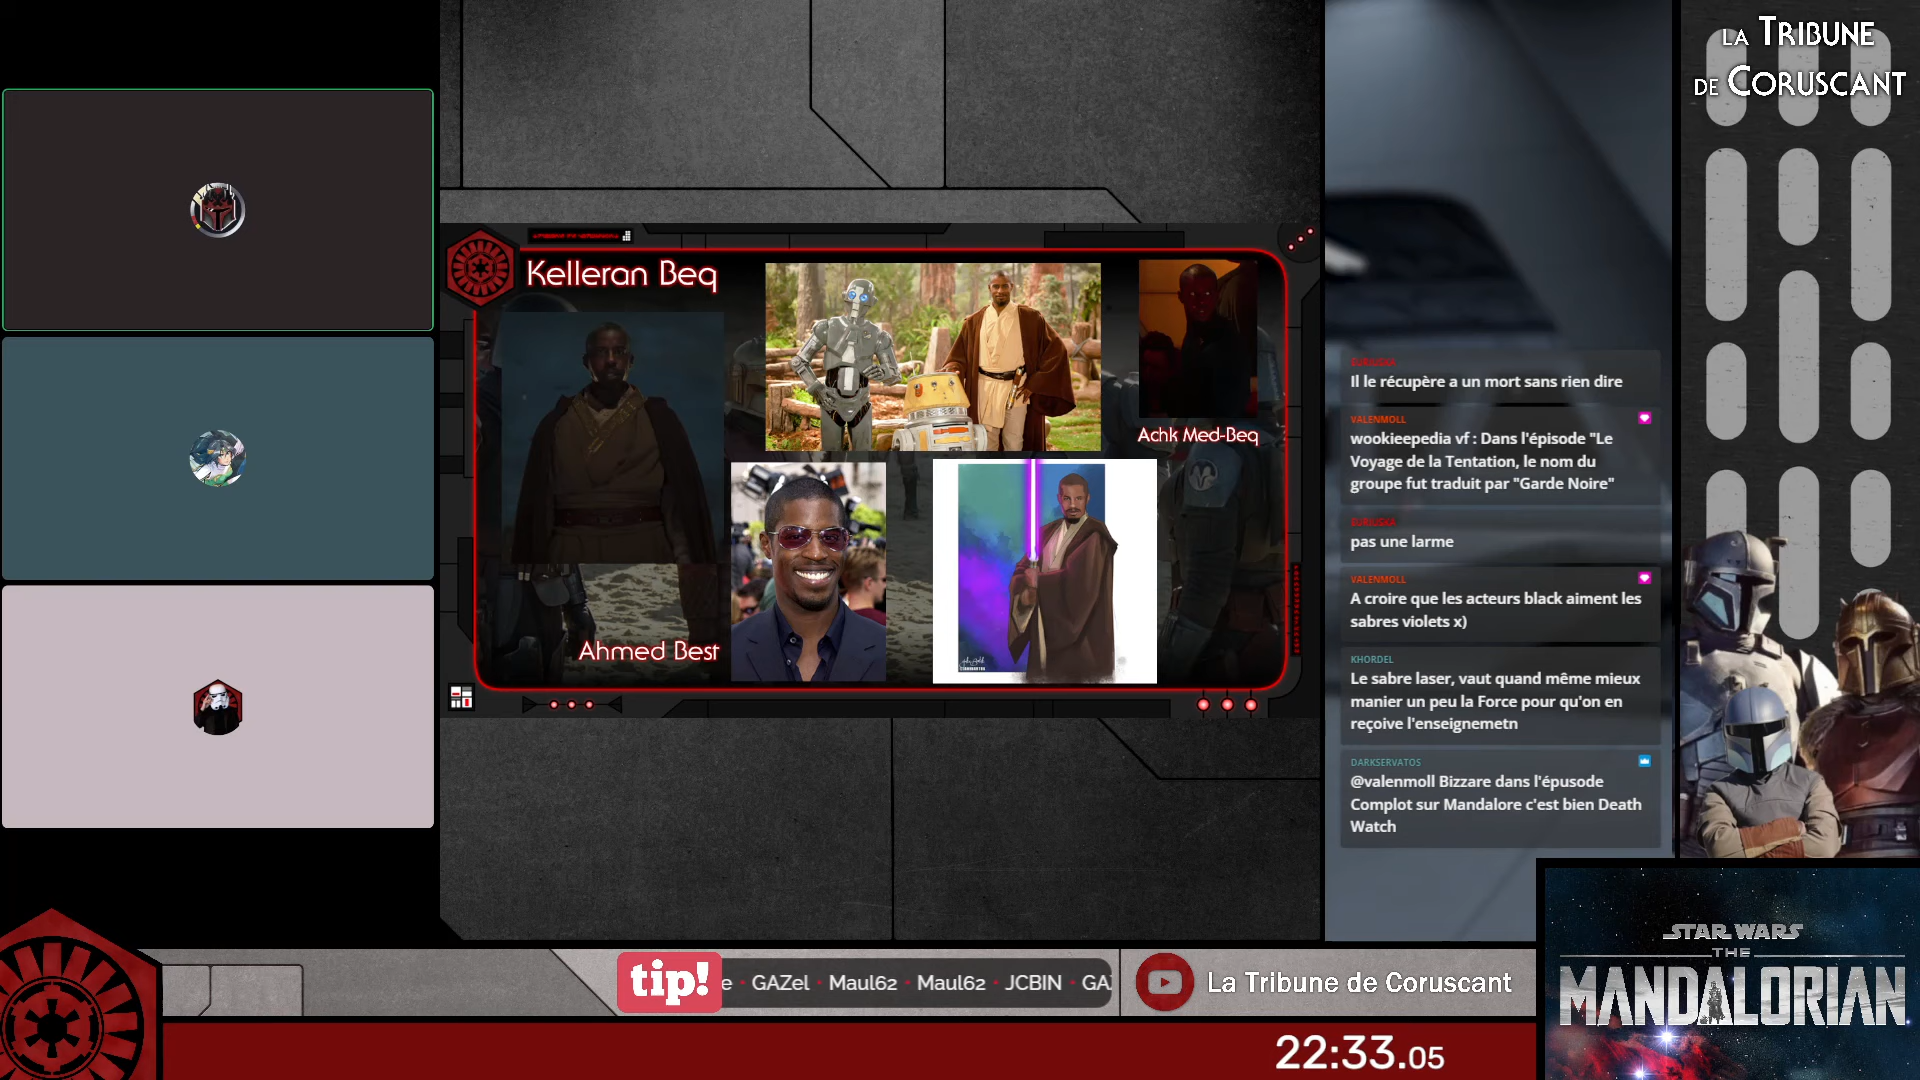 LA TRIBUNE
DE CORUSCANT
Kelleran Beq
Achk Med-Beq
Ahmed Best
DJRIUSKA
Il le récupère a un mort sans rien dire
VALENMOLL
wookieepedia vf : Dans l'épisode "Le
Voyage de la Tentation, le nom du
groupe fut traduit par "Garde Noire"
DJRIUSKA
pas une larme
VALENMOLL
A croire que les acteurs black aiment les
sabres violets x)
KHORDEL
Le sabre laser, vaut quand même mieux
manier un peu la Force pour qu'on en
reçoive l'enseignemetn
DARKSERVATOS
@valenmoll Bizzare dans l'épusode
Complot sur Mandalore c'est bien Death
Watch
tip!
e • GAZel • Maul62 • Maul62 • JCBIN • GA
La Tribune de Coruscant
22:33.05
STAR WARS
THE
MANDALORIAN